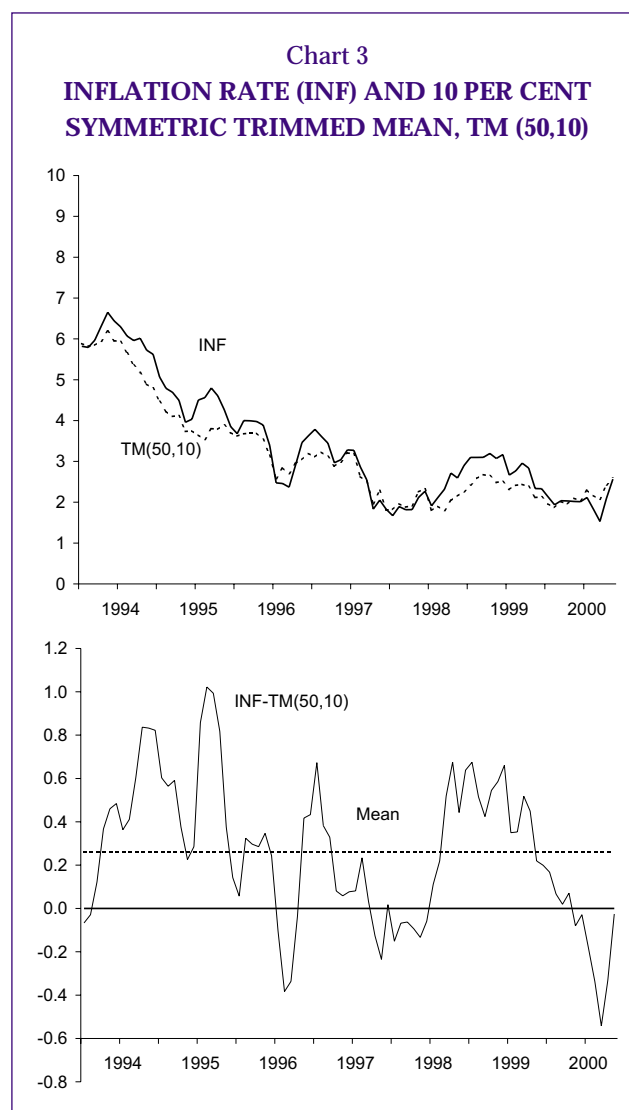 Chart 3
INFLATION RATE (INF) AND 10 PER CENT
SYMMETRIC TRIMMED MEAN, TM (50,10)
10
9
8
7
6
5
4
3
2
1
0
INF
TM(50,10)
1994 1995 1996 1997 1998 1999 2000
1.2
1.0
0.8
0.6
0.4
0.2
0.0
-0.2
-0.4
-0.6
-0.8
INF-TM(50,10)
Mean
1994 1995 1996 1997 1998 1999 2000